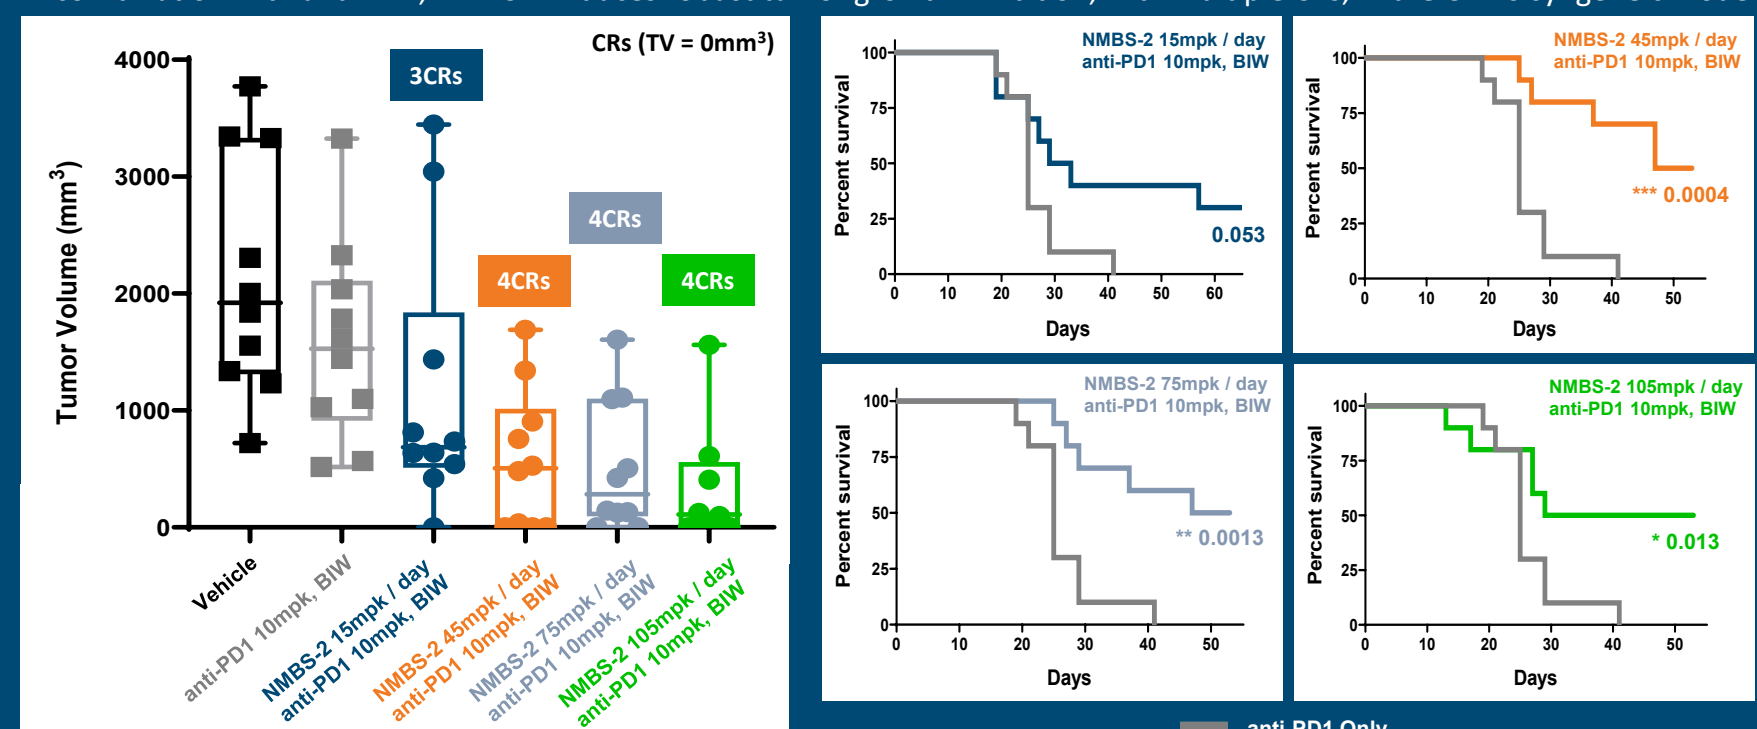 CRs (TV = 0mm³)
Tumor Volume (mm³)
4000
3000
2000
1000
0
3CRs
4CRs
4CRs
4CRs
Vehicle
anti-PD1 10mpk, BIW
NMBS-2 15mpk / day
anti-PD1 10mpk, BIW
NMBS-2 45mpk / day
anti-PD1 10mpk, BIW
NMBS-2 75mpk / day
anti-PD1 10mpk, BIW
NMBS-2 105mpk / day
anti-PD1 10mpk, BIW
NMBS-2 15mpk / day
anti-PD1 10mpk, BIW
Percent survival
100
75
50
25
0
0.053
0 10 20 30 40 50 60
Days
NMBS-2 45mpk / day
anti-PD1 10mpk, BIW
Percent survival
100
75
50
25
0
*** 0.0004
0 10 20 30 40 50
Days
NMBS-2 75mpk / day
anti-PD1 10mpk, BIW
Percent survival
100
75
50
25
0
** 0.0013
0 10 20 30 40 50
Days
NMBS-2 105mpk / day
anti-PD1 10mpk, BIW
Percent survival
100
75
50
25
0
* 0.013
0 10 20 30 40 50
Days
anti-PD1 Only